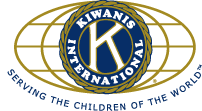 KIWANIS
K
INTERNATIONAL
SERVING THE CHILDREN OF THE WORLD™